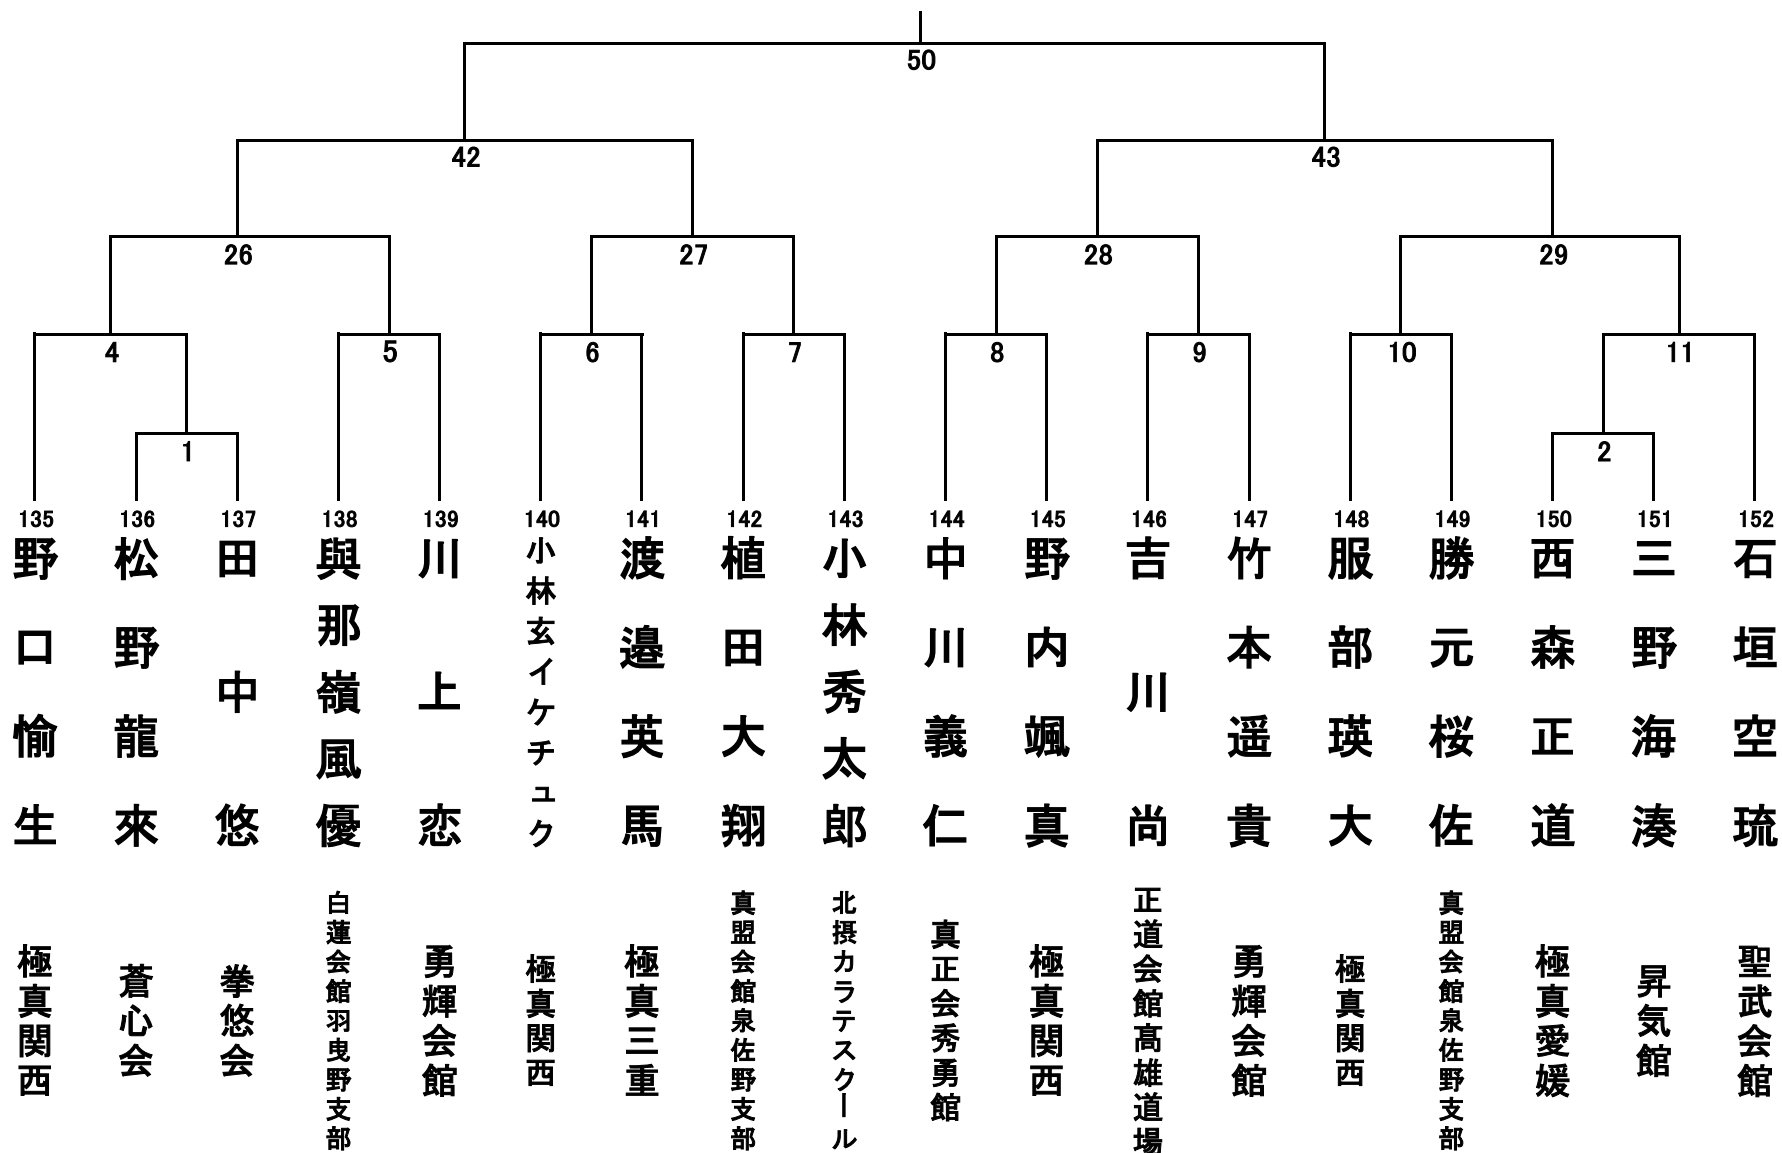 50
42
43
26
27
28
29
4
5
6
7
8
9
10
11
1
2
135
136
137
138
139
140
141
142
143
144
145
146
147
148
149
150
151
152
野口愉生
松野龍來
田中悠
與那嶺風優
川上恋
小林玄イケチュク
渡邉英馬
植田大翔
小林秀太郎
中川義仁
野内颯真
吉川尚
竹本遥貴
服部瑛大
勝元桜佐
西森正道
三野海湊
石垣空琉
極真関西
蒼心会
拳悠会
白蓮会館羽曳野支部
勇輝会館
極真関西
極真三重
真盟会館泉佐野支部
北摂カラテスクール
真正会秀勇館
極真関西
正道会館髙雄道場
勇輝会館
極真関西
真盟会館泉佐野支部
極真愛媛
昇気館
聖武会館